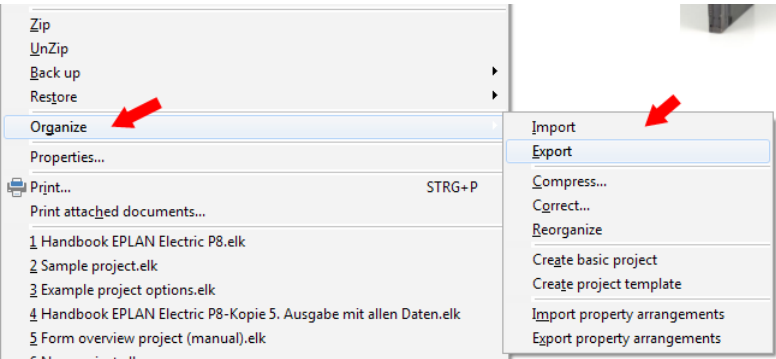 Zip
UnZip
Back up
Restore
Organize
Properties...
Print... STRG+P
Print attached documents...
1 Handbook EPLAN Electric P8.elk
2 Sample project.elk
3 Example project options.elk
4 Handbook EPLAN Electric P8-Kopie 5. Ausgabe mit allen Daten.elk
5 Form overview project (manual).elk
Import
Export
Compress...
Correct...
Reorganize
Create basic project
Create project template
Import property arrangements
Export property arrangements